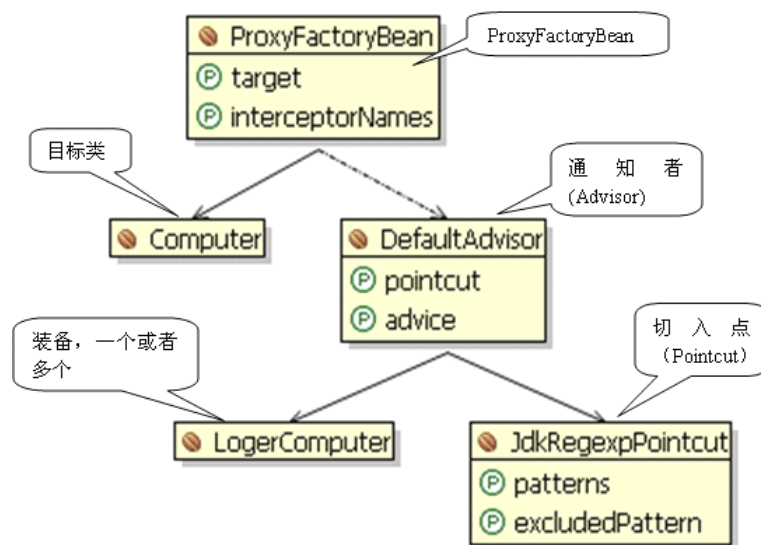 ProxyFactoryBean
ProxyFactoryBean
target
interceptorNames
目标类
通 知 者
(Advisor)
Computer
DefaultAdvisor
pointcut
advice
装备，一个或者
多个
切 入 点
（Pointcut）
LogerComputer
JdkRegexpPointcut
patterns
excludedPattern